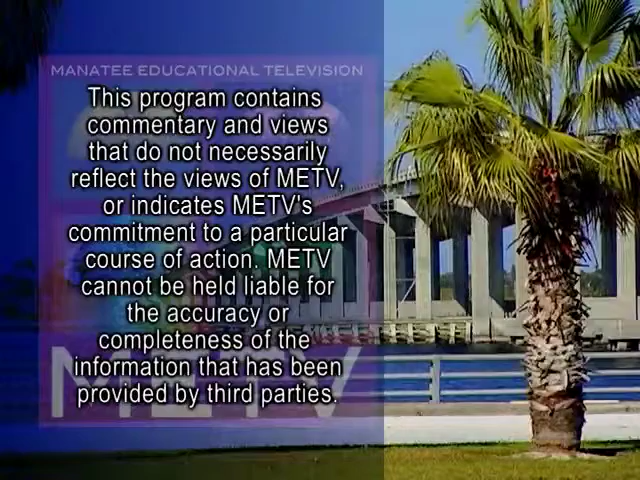 MANATEE EDUCATIONAL TELEVISION
This program contains
commentary and views
that do not necessarily
reflect the views of METV,
or indicates METV's
commitment to a particular
course of action. METV
cannot be held liable for
the accuracy or
completeness of the
information that has been
provided by third parties.
METV